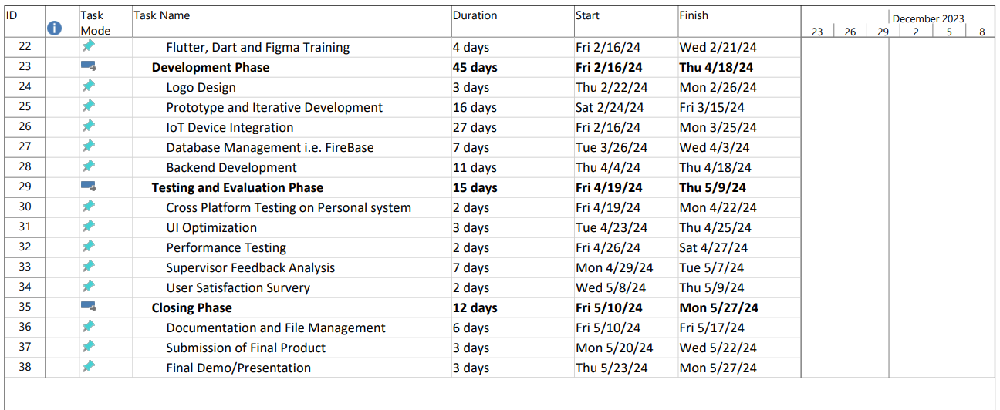 ID Task Mode Task Name Duration Start Finish December 2023
23 26 29 2 5 8
22 Flutter, Dart and Figma Training 4 days Fri 2/16/24 Wed 2/21/24
23 Development Phase 45 days Fri 2/16/24 Thu 4/18/24
24 Logo Design 3 days Thu 2/22/24 Mon 2/26/24
25 Prototype and Iterative Development 16 days Sat 2/24/24 Fri 3/15/24
26 IoT Device Integration 27 days Fri 2/16/24 Mon 3/25/24
27 Database Management i.e. FireBase 7 days Tue 3/26/24 Wed 4/3/24
28 Backend Development 11 days Thu 4/4/24 Thu 4/18/24
29 Testing and Evaluation Phase 15 days Fri 4/19/24 Thu 5/9/24
30 Cross Platform Testing on Personal system 2 days Fri 4/19/24 Mon 4/22/24
31 UI Optimization 3 days Tue 4/23/24 Thu 4/25/24
32 Performance Testing 2 days Fri 4/26/24 Sat 4/27/24
33 Supervisor Feedback Analysis 7 days Mon 4/29/24 Tue 5/7/24
34 User Satisfaction Survery 2 days Wed 5/8/24 Thu 5/9/24
35 Closing Phase 12 days Fri 5/10/24 Mon 5/27/24
36 Documentation and File Management 6 days Fri 5/10/24 Fri 5/17/24
37 Submission of Final Product 3 days Mon 5/20/24 Wed 5/22/24
38 Final Demo/Presentation 3 days Thu 5/23/24 Mon 5/27/24